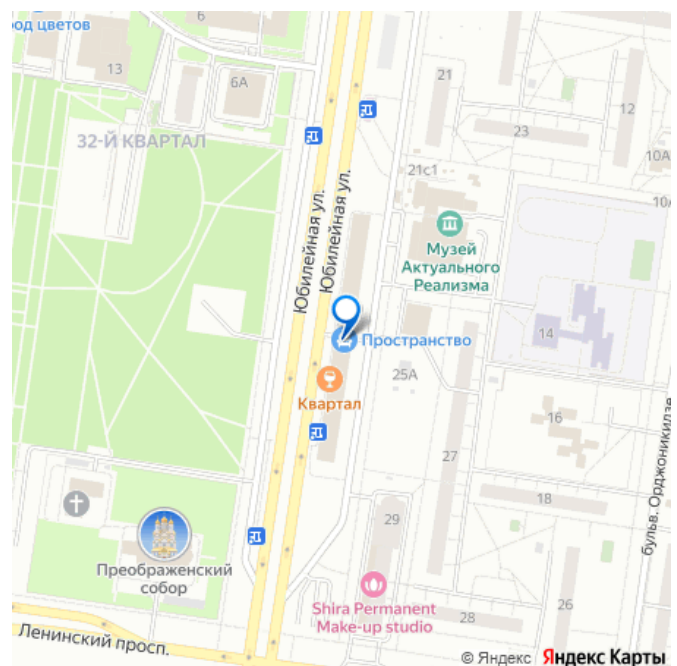 од цветов
6
13
6А
32-Й КВАРТАЛ
21
12
23
10А
21с1
10А
Юбилейная ул.
Юбилейная ул.
Музей
Актуального
Реализма
Пространство
14
25А
Квартал
16
27
18
бульв. Орджоникидзе
29
Преображенский
собор
Shira Permanent
Make-up studio
28
26
Ленинский просп.
© Яндекс Яндекс Карты